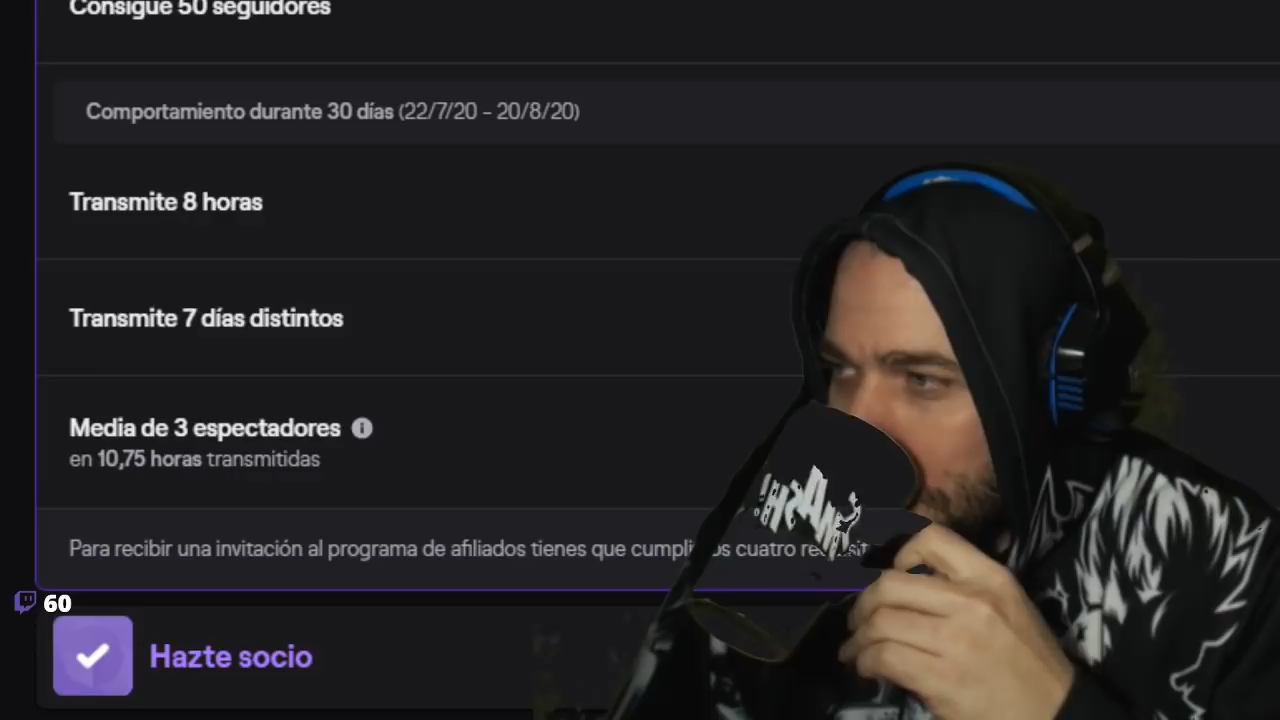 Consigue 50 seguidores
Comportamiento durante 30 días (22/7/20 - 20/8/20)
Transmite 8 horas
Transmite 7 días distintos
Media de 3 espectadores
en 10,75 horas transmitidas
Para recibir una invitación al programa de afiliados tienes que
60
Hazte socio